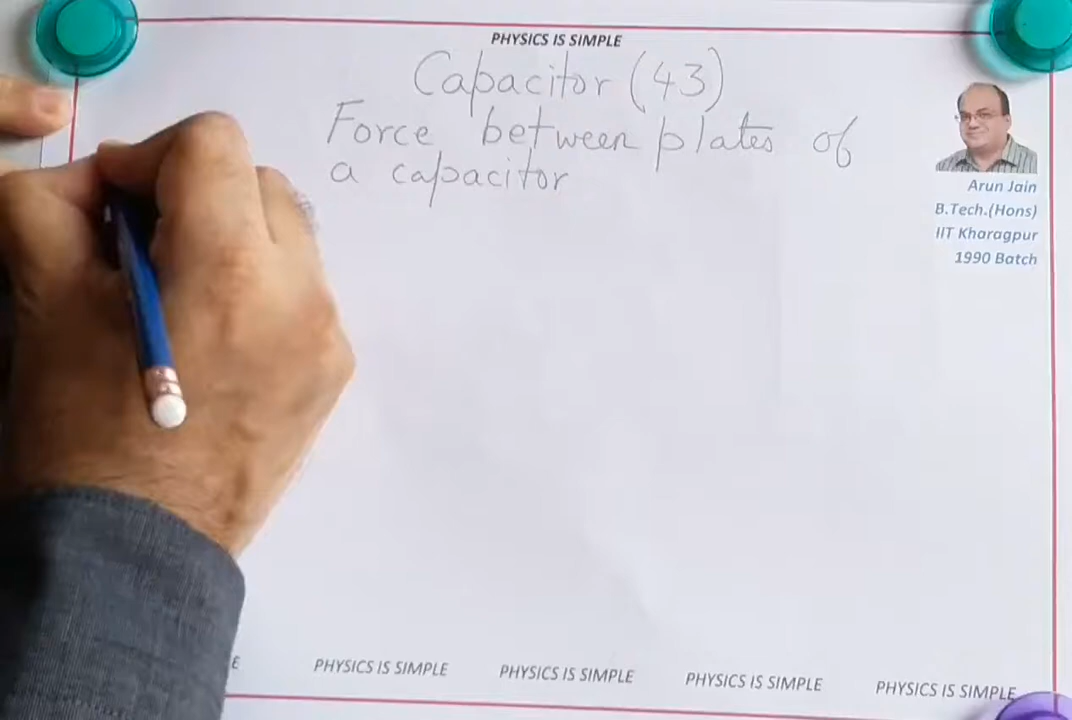 PHYSICS IS SIMPLE
Capacitor (43)
Force between plates of
a capacitor
Arun Jain
B.Tech.(Hons)
IIT Kharagpur
1990 Batch
E PHYSICS IS SIMPLE PHYSICS IS SIMPLE PHYSICS IS SIMPLE PHYSICS IS SIMPLE